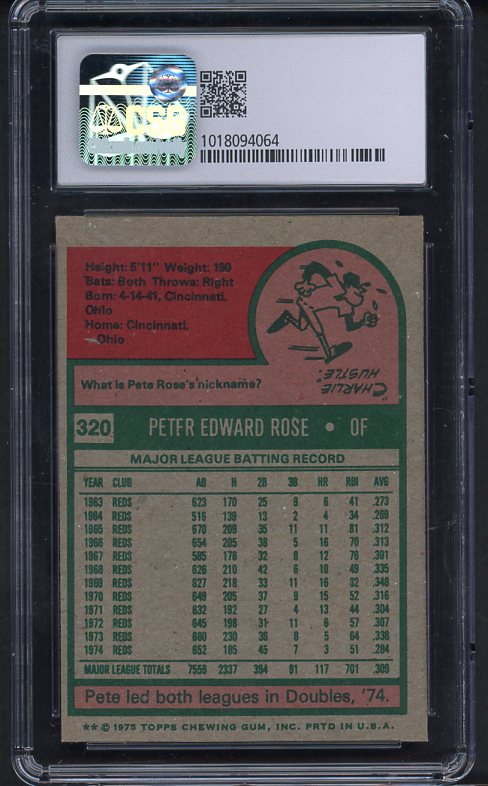 CSG
1018094064
Height: 5'11" Weight: 190
Bats: Both Throws: Right
Born: 4-14-41, Cincinnati,
Ohio
Home: Cincinnati,
Ohio
"CHARLIE
HUSTLE."
What is Pete Rose's nickname?
320 PETER EDWARD ROSE • OF
MAJOR LEAGUE BATTING RECORD
YEAR CLUB AB H 2B 3B HR RBI AVG
1963 REDS 623 170 25 9 6 41 .273
1964 REDS 516 139 13 2 4 34 .269
1965 REDS 670 209 35 11 11 81 .312
1966 REDS 654 205 38 5 16 70 .313
1967 REDS 585 176 32 8 12 76 .301
1968 REDS 626 210 42 6 10 49 .335
1969 REDS 627 218 33 11 16 82 .348
1970 REDS 649 205 37 9 15 52 .316
1971 REDS 632 192 27 4 13 44 .304
1972 REDS 645 198 31 11 6 57 .307
1973 REDS 680 230 36 8 5 64 .338
1974 REDS 652 185 45 7 3 51 .284
MAJOR LEAGUE TOTALS 7559 2337 394 91 117 701 .309
Pete led both leagues in Doubles, '74.
** © 1975 TOPPS CHEWING GUM, INC. PRTD IN U.S.A.